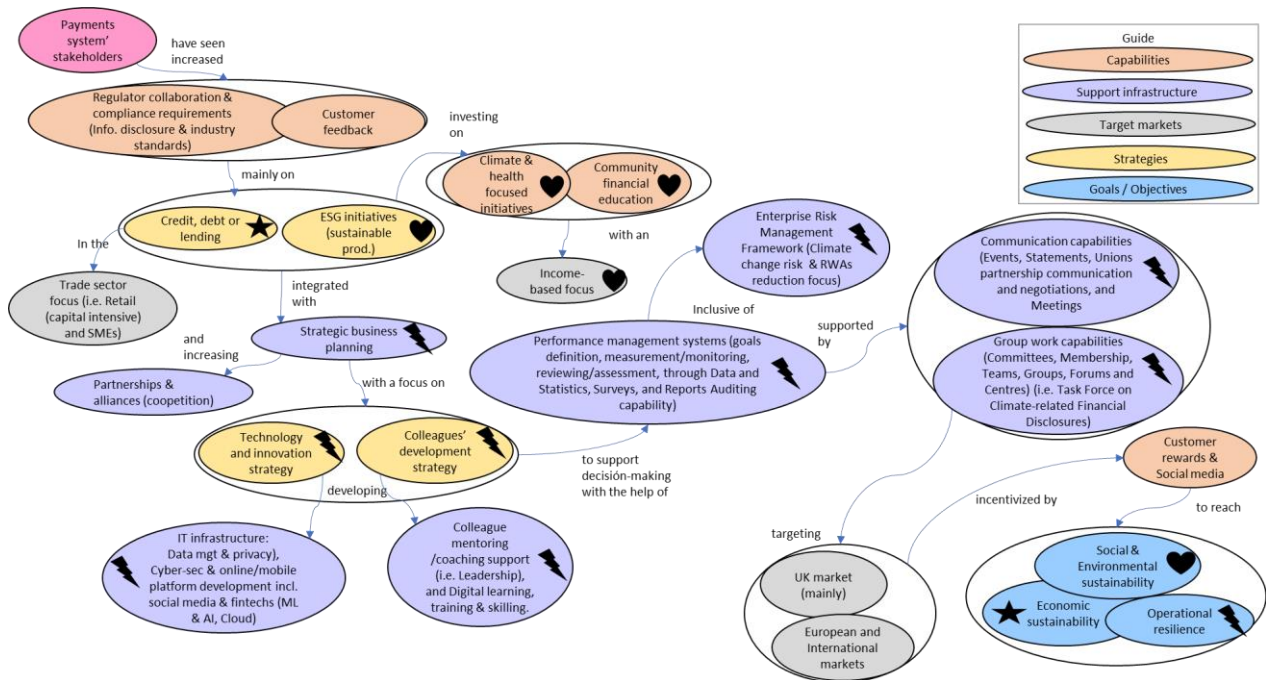 Payments
system'
stakeholders
have seen
increased
Regulator collaboration &
compliance requirements
(Info. disclosure & industry
standards)
Customer
feedback
mainly on
investing
on
Climate &
health
focused
initiatives
Community
financial
education
Credit, debt or
lending
ESG initiatives
(sustainable
prod.)
In the
Trade sector
focus (i.e. Retail
(capital intensive)
and SMEs)
with an
Income-
based focus
integrated
with
Strategic business
planning
and
increasing
Partnerships &
alliances (coopetition)
with a focus on
Technology
and innovation
strategy
Colleagues'
development
strategy
developing
IT infrastructure:
Data mgt & privacy),
Cyber-sec & online/mobile
platform development incl.
social media & fintechs (ML
& AI, Cloud)
Colleague
mentoring
/coaching support
(i.e. Leadership),
and Digital learning,
training & skilling.
to support
decisión-making
with the help of
Performance management systems (goals
definition, measurement/monitoring,
reviewing/assessment, through Data and
Statistics, Surveys, and Reports Auditing
capability)
Inclusive of
Enterprise Risk
Management
Framework (Climate
change risk & RWAs
reduction focus)
supported
by
Communication capabilities
(Events, Statements, Unions
partnership communication
and negotiations, and
Meetings
Group work capabilities
(Committees, Membership,
Teams, Groups, Forums and
Centres) (i.e. Task Force on
Climate-related Financial
Disclosures)
targeting
UK market
(mainly)
European and
International
markets
incentivized by
Customer
rewards &
Social media
to reach
Social &
Environmental
sustainability
Economic
sustainability
Operational
resilience
Guide
Capabilities
Support infrastructure
Target markets
Strategies
Goals / Objectives